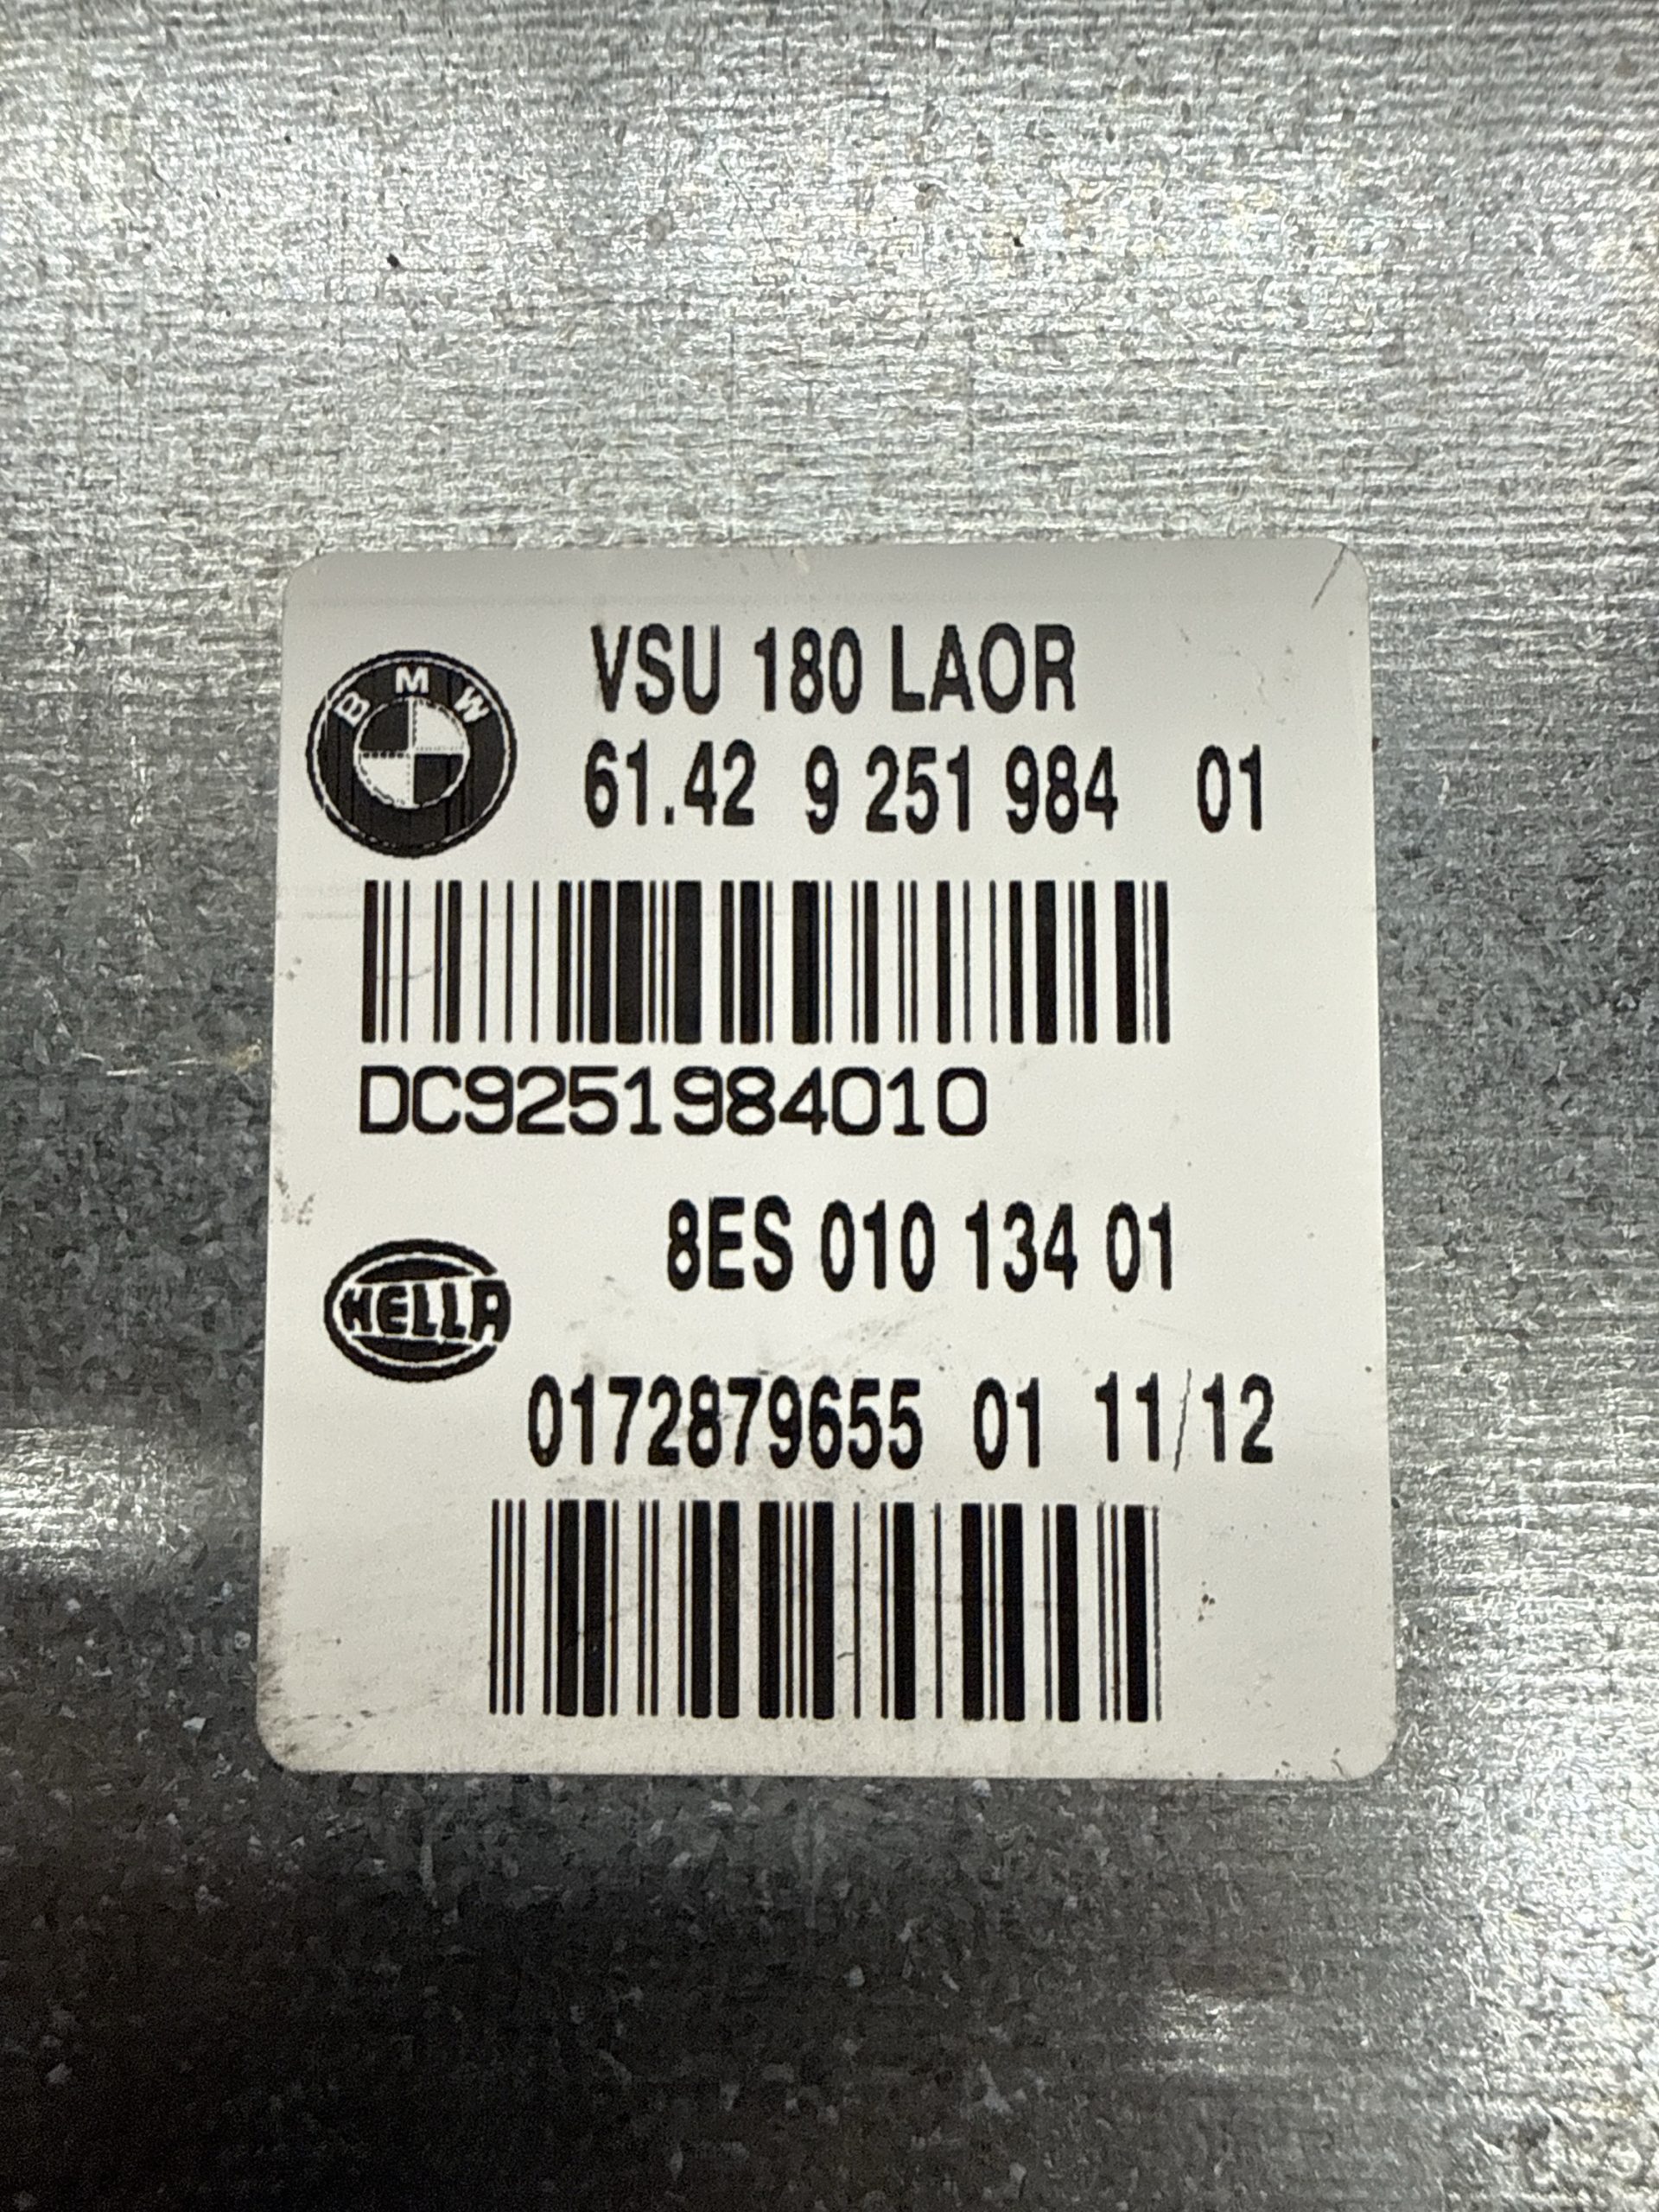 BMW
VSU 180 LAOR
61.42 9 251 984 01
DC9251984010
8ES 010 134 01
HELLA
0172879655 01 11/12